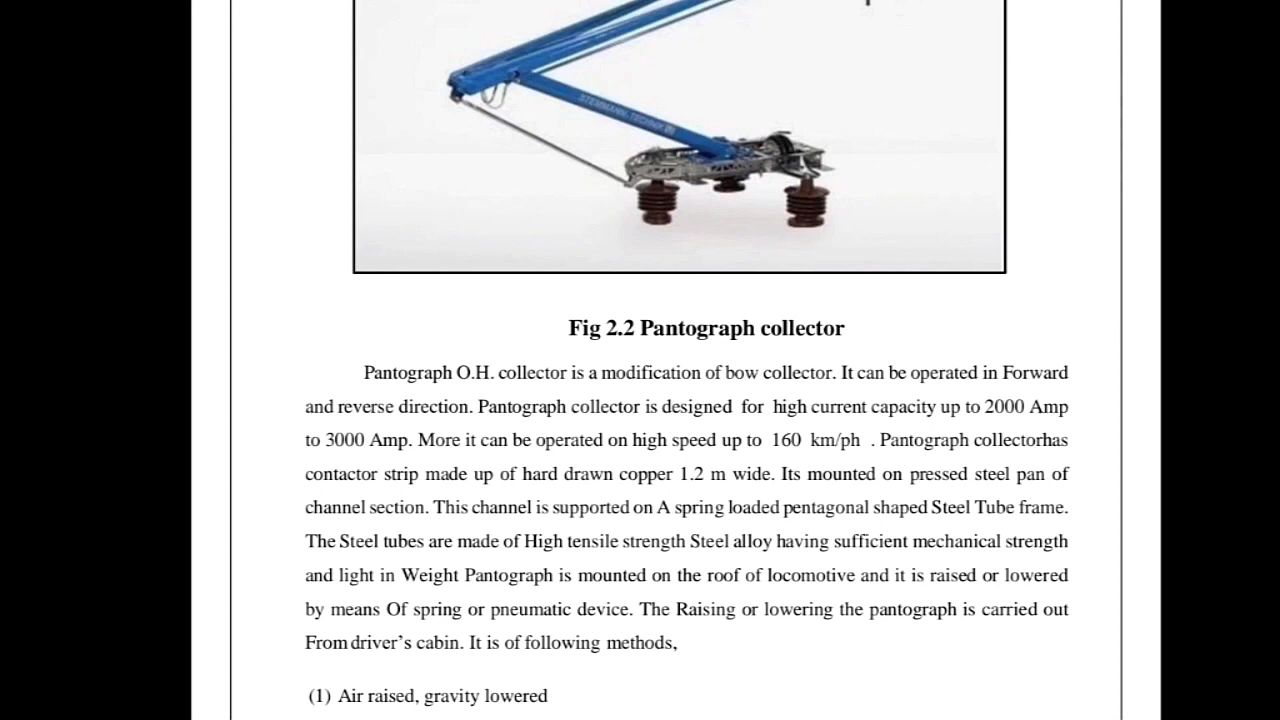 STEMMANN-TECHNIK
Fig 2.2 Pantograph collector
Pantograph O.H. collector is a modification of bow collector. It can be operated in Forward
and reverse direction. Pantograph collector is designed for high current capacity up to 2000 Amp
to 3000 Amp. More it can be operated on high speed up to 160 km/ph . Pantograph collectorhas
contactor strip made up of hard drawn copper 1.2 m wide. Its mounted on pressed steel pan of
channel section. This channel is supported on A spring loaded pentagonal shaped Steel Tube frame.
The Steel tubes are made of High tensile strength Steel alloy having sufficient mechanical strength
and light in Weight Pantograph is mounted on the roof of locomotive and it is raised or lowered
by means Of spring or pneumatic device. The Raising or lowering the pantograph is carried out
From driver's cabin. It is of following methods,
(1) Air raised, gravity lowered